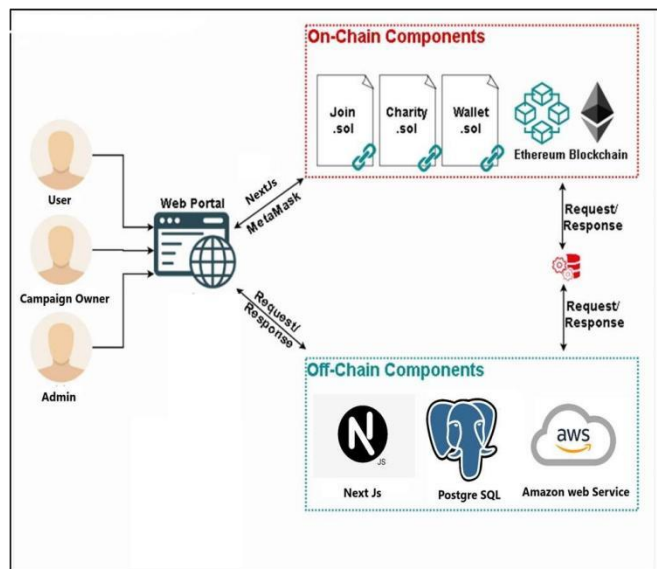 On-Chain Components
Join
.sol
Charity
.sol
Wallet
.sol
Ethereum Blockchain
User
Web Portal
NextJs
MetaMask
Request/
Response
Campaign Owner
Request/
Response
Request/
Response
Admin
Off-Chain Components
N
JS
aws
Next Js
Postgre SQL
Amazon web Service